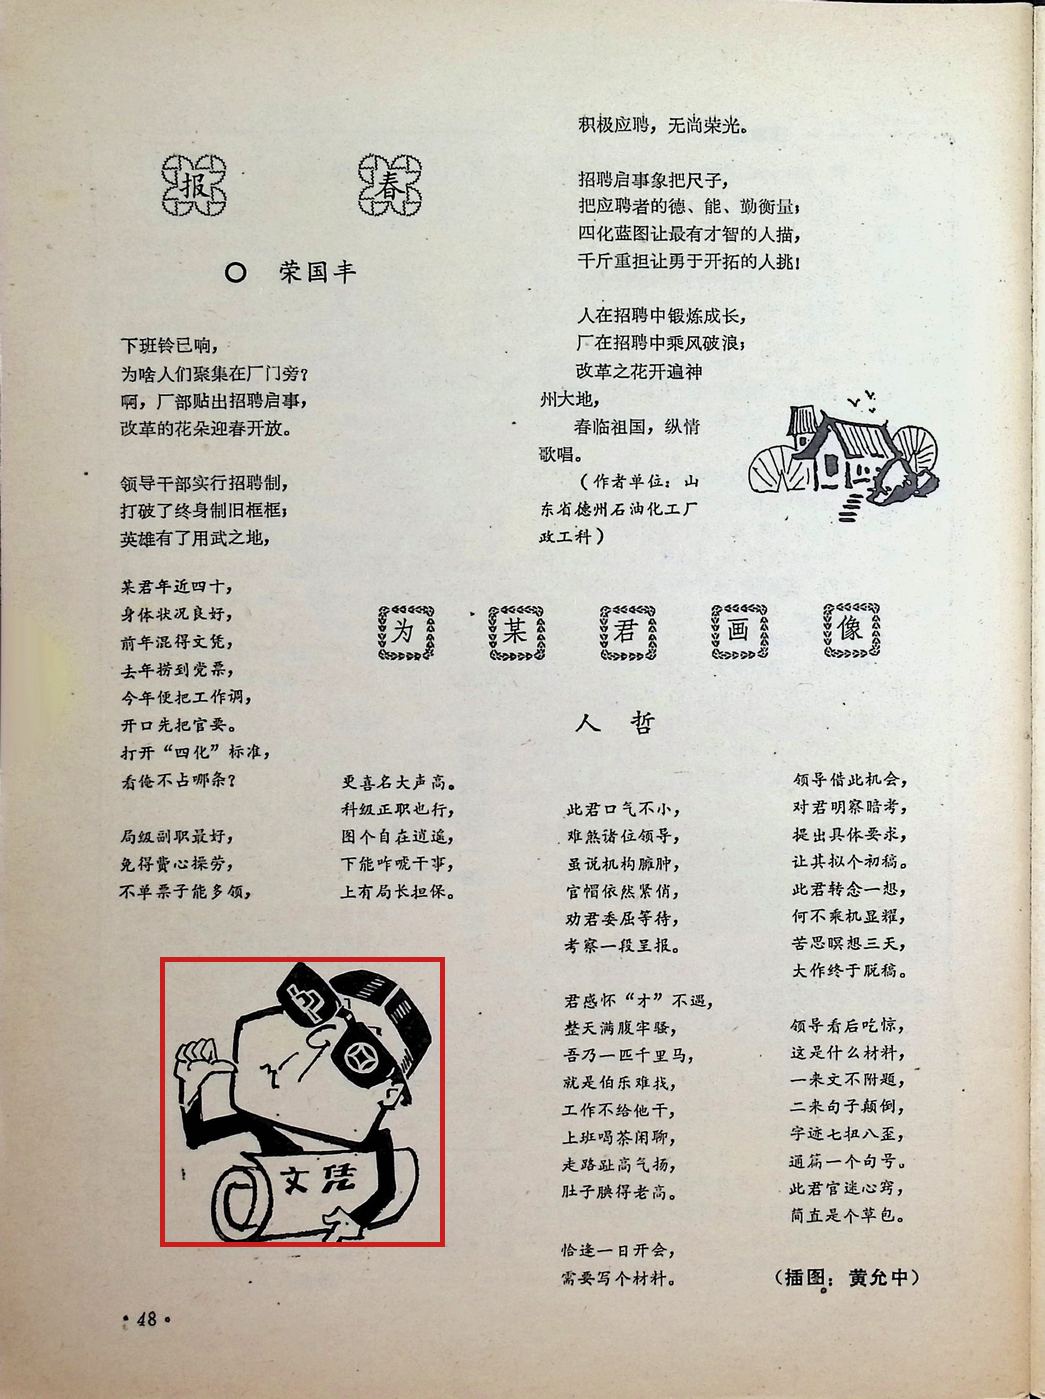 报春
○ 荣国丰
下班铃已响，
为啥人们聚集在厂门旁？
啊，厂部贴出招聘启事，
改革的花朵迎春开放。
领导干部实行招聘制，
打破了终身制旧框框；
英雄有了用武之地，
积极应聘，无尚荣光。
招聘启事象把尺子，
把应聘者的德、能、勤衡量；
四化蓝图让最有才智的人描，
千斤重担让勇于开拓的人挑！
人在招聘中锻炼成长，
厂在招聘中乘风破浪；
改革之花开遍神
州大地，
春临祖国，纵情
歌唱。
（作者单位：山
东省德州石油化工厂
政工科）
为某君画像
人哲
某君年近四十，
身体状况良好，
前年混得文凭，
去年捞到党票，
今年便把工作调，
开口先把官要。
打开“四化”标准，
看俺不占哪条？
局级副职最好，
免得费心操劳，
不单票子能多领，
更喜名大声高。
科级正职也行，
图个自在逍遥，
下能咋唬干事，
上有局长担保。
此君口气不小，
难煞诸位领导，
虽说机构臃肿，
官帽依然紧俏，
劝君委屈等待，
考察一段呈报。
君感怀“才”不遇，
整天满腹牢骚，
吾乃一匹千里马，
就是伯乐难找，
工作不给他干，
上班喝茶闲聊，
走路趾高气扬，
肚子腆得老高。
恰逢一日开会，
需要写个材料。
领导借此机会，
对君明察暗考，
提出具体要求，
让其拟个初稿。
此君转念一想，
何不乘机显耀，
苦思暝想三天，
大作终于脱稿。
领导看后吃惊，
这是什么材料，
一来文不附题，
二来句子颠倒，
字迹七扭八歪，
通篇一个句号。
此君官迷心窍，
简直是个草包。
（插图：黄允中）
文凭
·48·